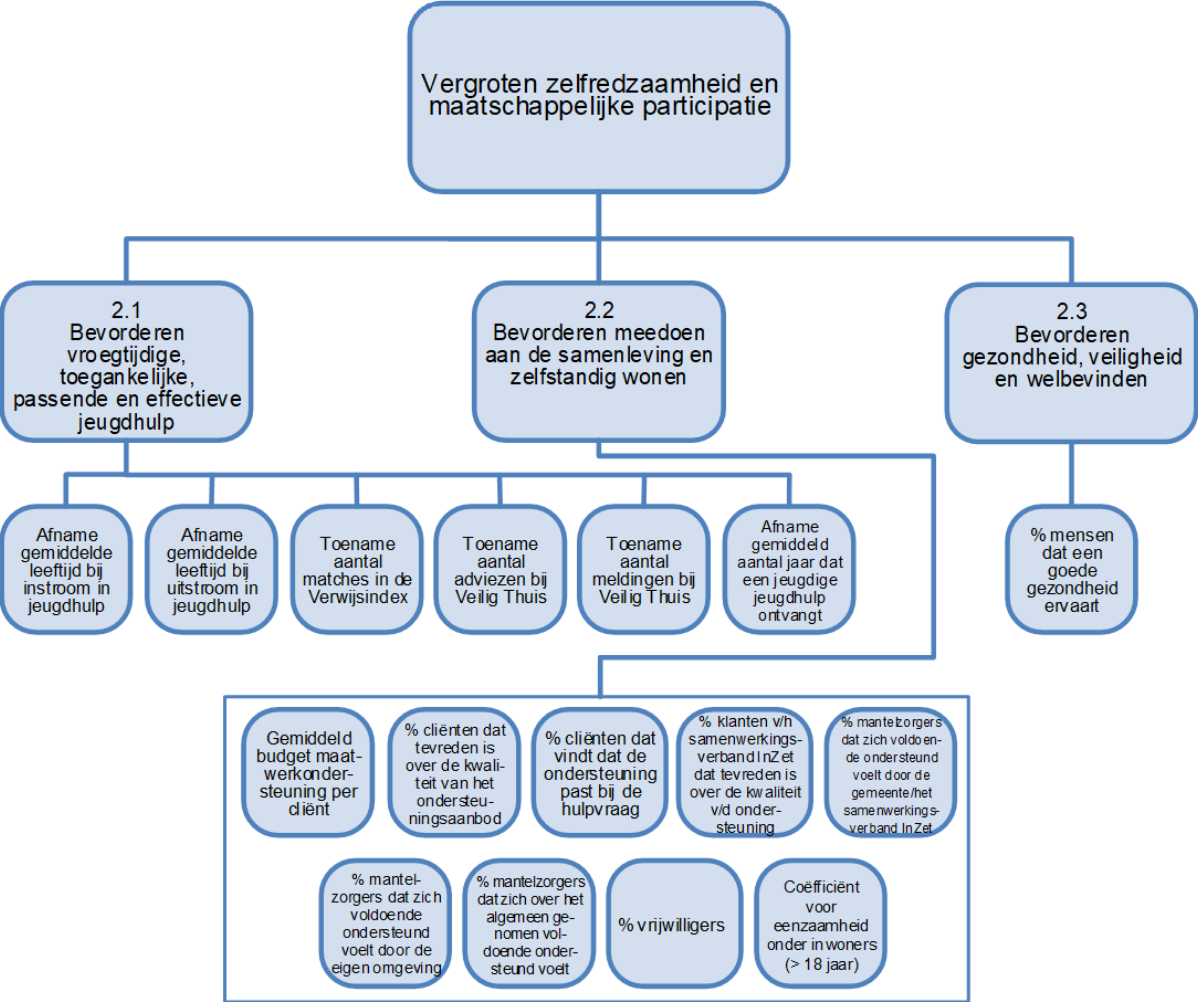 Vergroten zelfredzaamheid en
maatschappelijke participatie
2.1
Bevorderen
vroegtijdige,
toegankelijke,
passende en effectieve
jeugdhulp
2.2
Bevorderen meedoen
aan de samenleving en
zelfstandig wonen
2.3
Bevorderen
gezondheid, veiligheid
en welbevinden
Afname
gemiddelde
leeftijd bij
instroom in
jeugdhulp
Afname
gemiddelde
leeftijd bij
uitstroom in
jeugdhulp
Toename
aantal
matches in de
Verwijsindex
Toename
aantal
adviezen bij
Veilig Thuis
Toename
aantal
meldingen bij
Veilig Thuis
Afname
gemiddeld
aantal jaar dat
een jeugdige
jeugdhulp
ontvangt
% mensen
dat een
goede
gezondheid
ervaart
Gemiddeld
budget maat-
werkonder-
steuning per
cliënt
% cliënten dat
tevreden is
over de kwali-
teit van het
ondersteu-
ningsaanbod
% cliënten dat
vindt dat de
ondersteuning
past bij de
hulpvraag
% klanten v/h
samenwerkings-
verband InZet
dat tevreden is
over de kwaliteit
v/d onder-
steuning
% mantelzorgers
dat zich voldoen-
de ondersteund
voelt door de
gemeente/het
samenwerkings-
verband InZet
% mantel-
zorgers dat zich
voldoende
ondersteund
voelt door de
eigen omgeving
% mantelzorgers
dat zich over het
algemeen ge-
nomen vol-
doende onder-
steund voelt
% vrijwilligers
Coëfficiënt
voor
eenzaamheid
onder inwoners
(> 18 jaar)